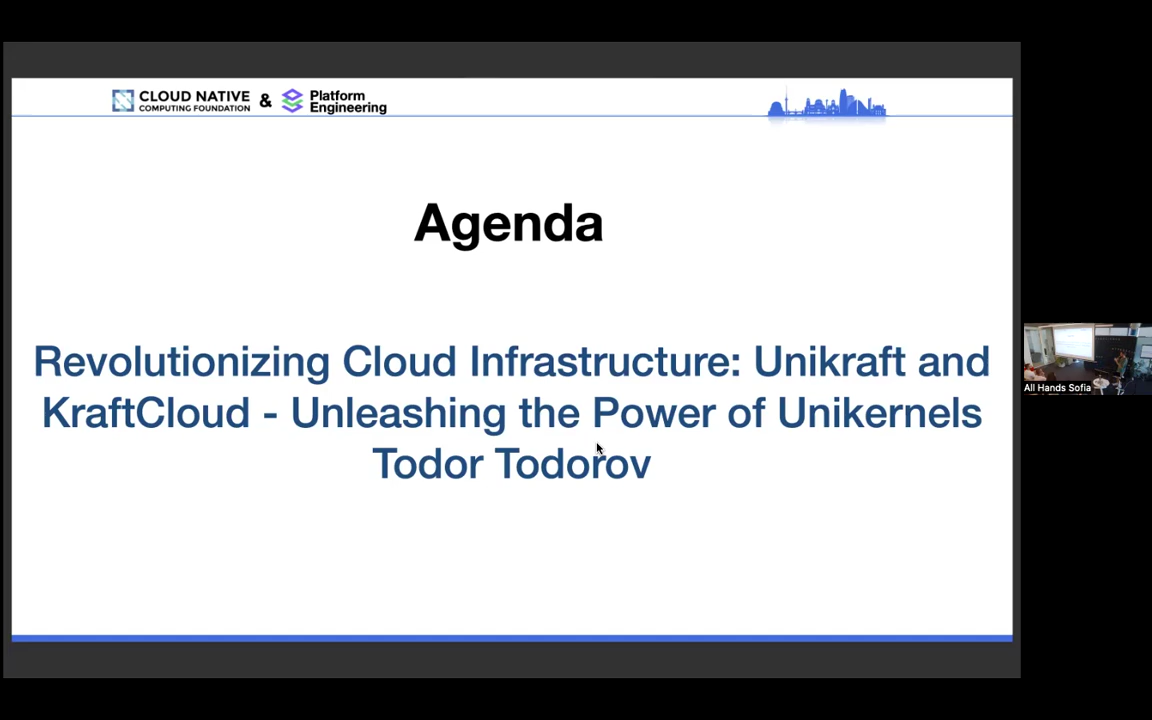 CLOUD NATIVE
COMPUTING FOUNDATION
&
Platform
Engineering
Agenda
Revolutionizing Cloud Infrastructure: Unikraft and
KraftCloud - Unleashing the Power of Unikernels
Todor Todorov
All Hands Sofia